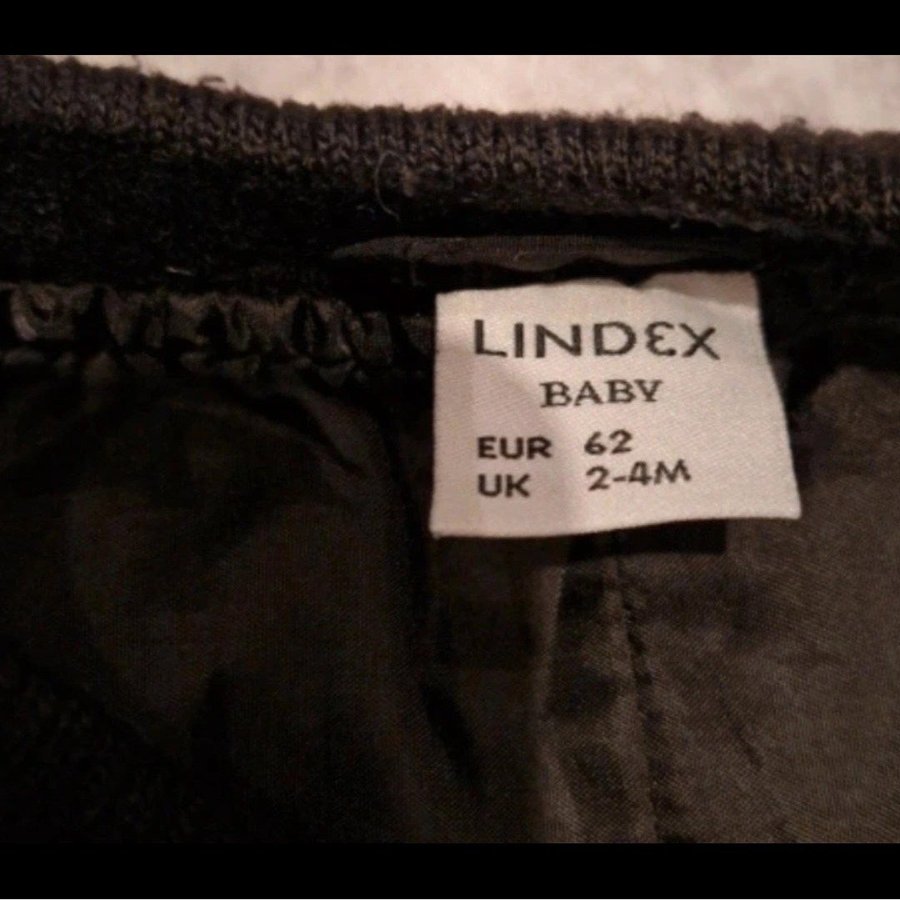 LINDEX
BABY
EUR 62
UK 2-4M